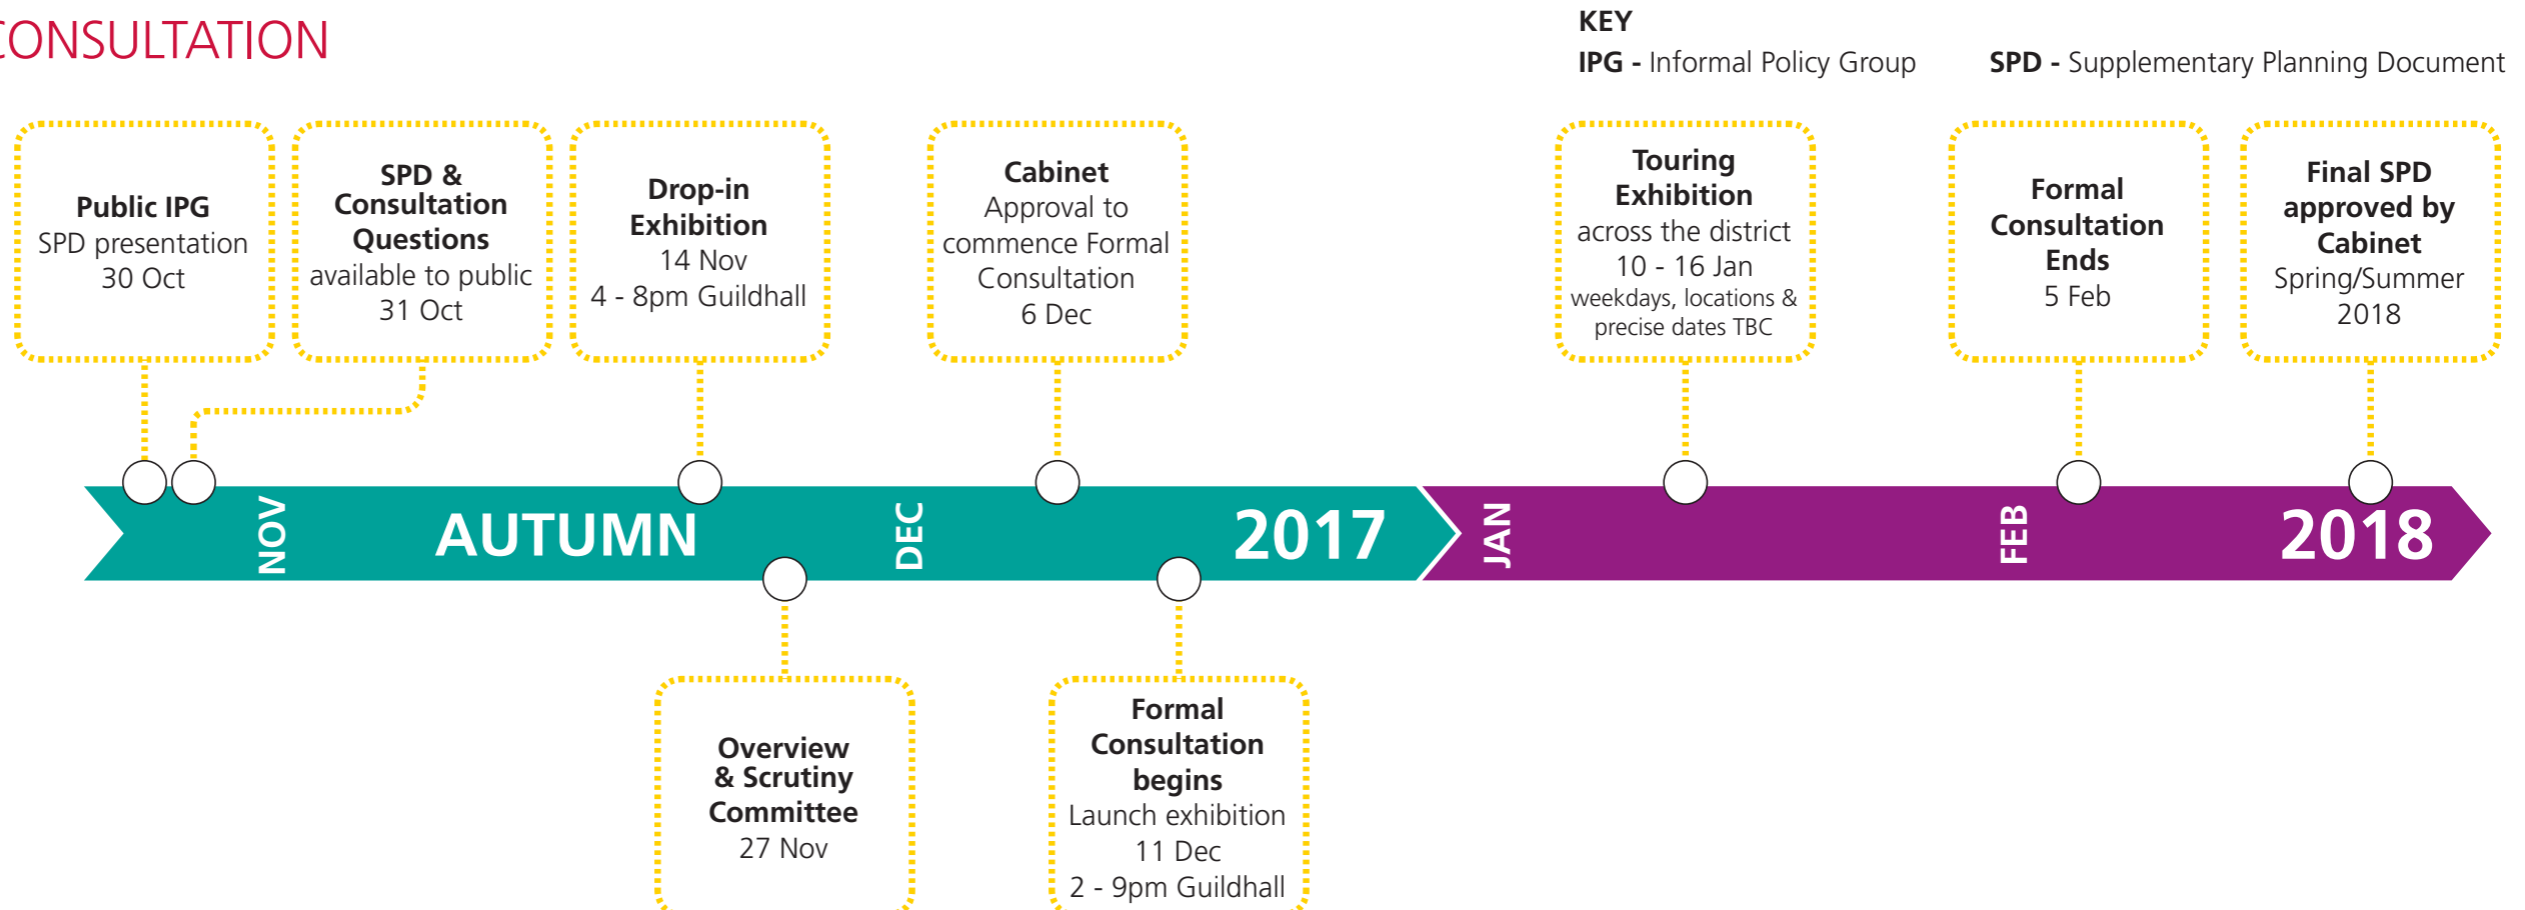 CONSULTATION
KEY
IPG - Informal Policy Group
SPD - Supplementary Planning Document
Public IPG
SPD presentation
30 Oct
SPD &
Consultation
Questions
available to public
31 Oct
Drop-in
Exhibition
14 Nov
4 - 8pm Guildhall
Cabinet
Approval to
commence Formal
Consultation
6 Dec
Touring
Exhibition
across the district
10 - 16 Jan
weekdays, locations &
precise dates TBC
Formal
Consultation
Ends
5 Feb
Final SPD
approved by
Cabinet
Spring/Summer
2018
NOV
AUTUMN
DEC
2017
JAN
FEB
2018
Overview
& Scrutiny
Committee
27 Nov
Formal
Consultation
begins
Launch exhibition
11 Dec
2 - 9pm Guildhall